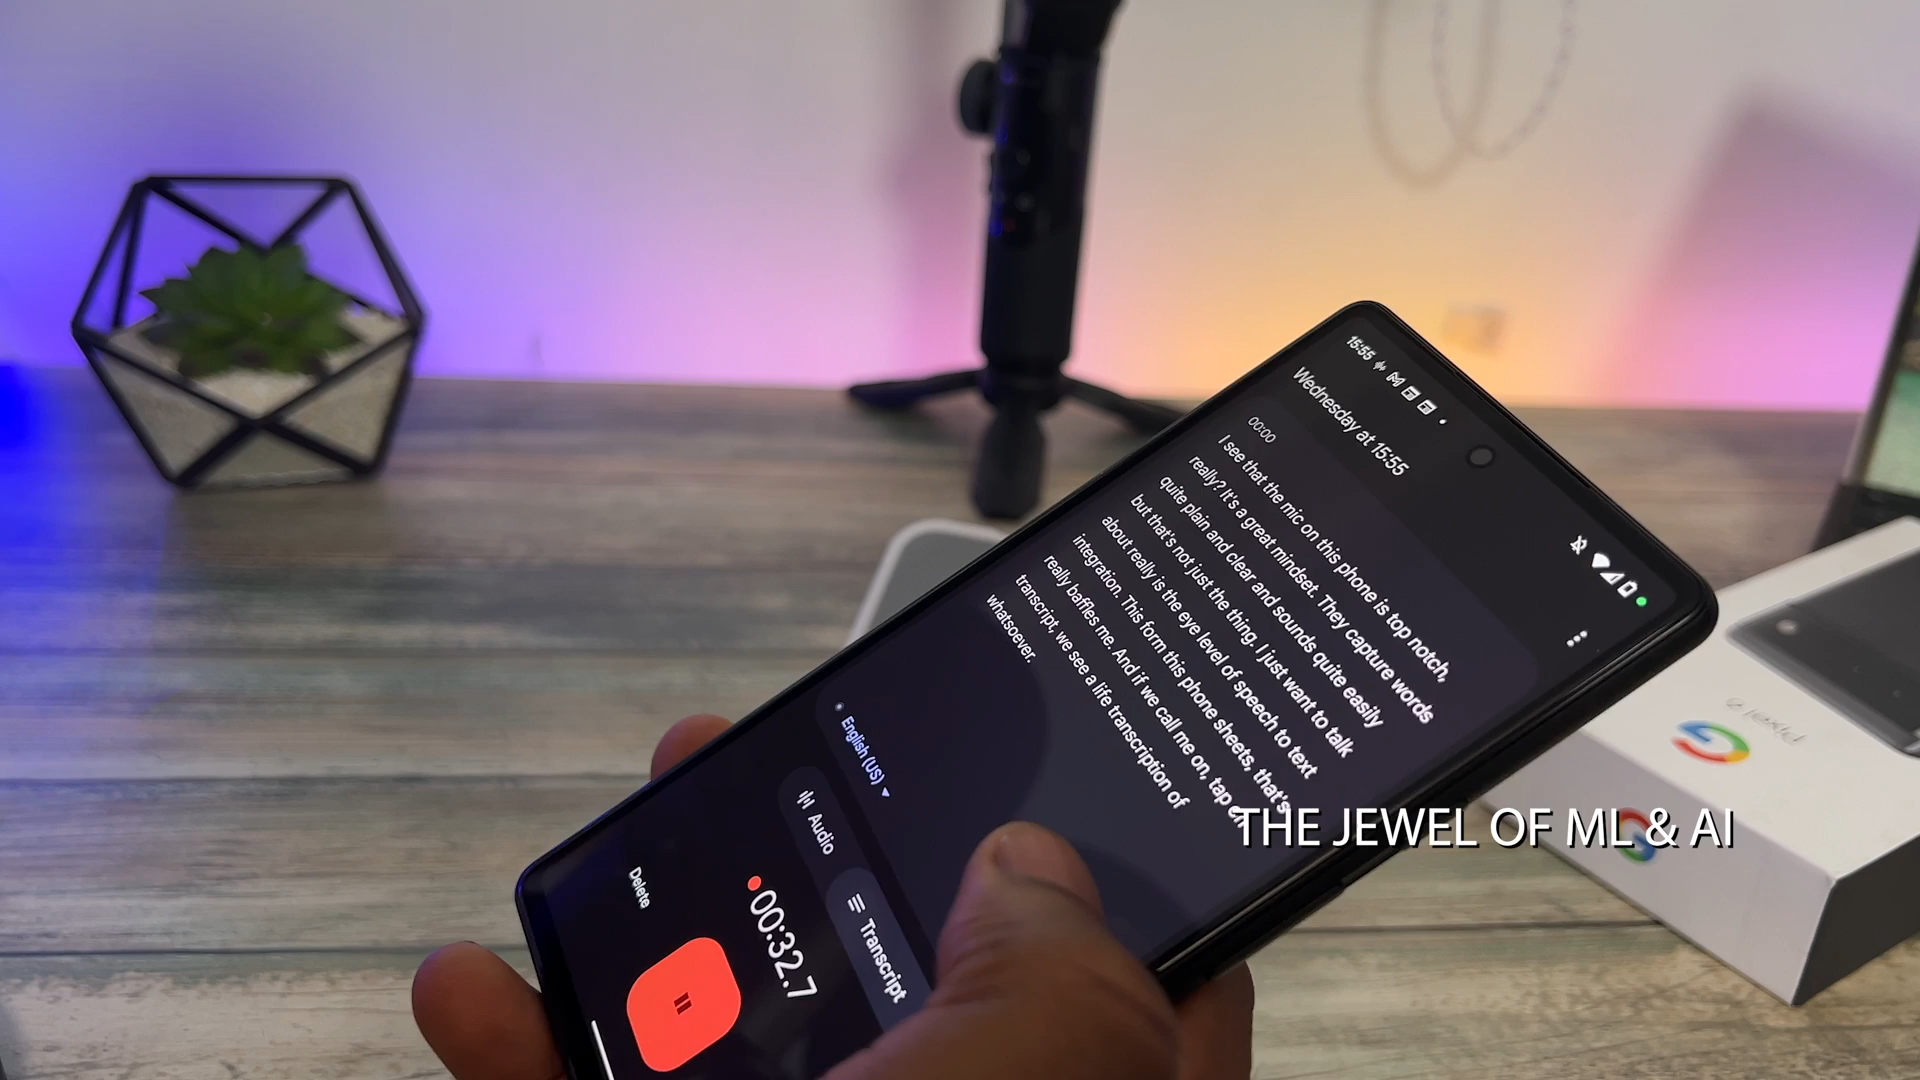 15:55
Wednesday at 15:55
00:00
I see that the mic on this phone is top notch,
really? It's a great mindset. They capture words
quite plain and clear and sounds quite easily
but that's not just the thing. I just want to talk
about really is the eye level of speech to text
integration. This form this phone sheets, that's
really baffles me. And if we call me on, tap on
transcript, we see a life transcription of
whatsoever.
English (US)
Audio
Transcript
00:32.7
Delete
THE JEWEL OF ML & AI